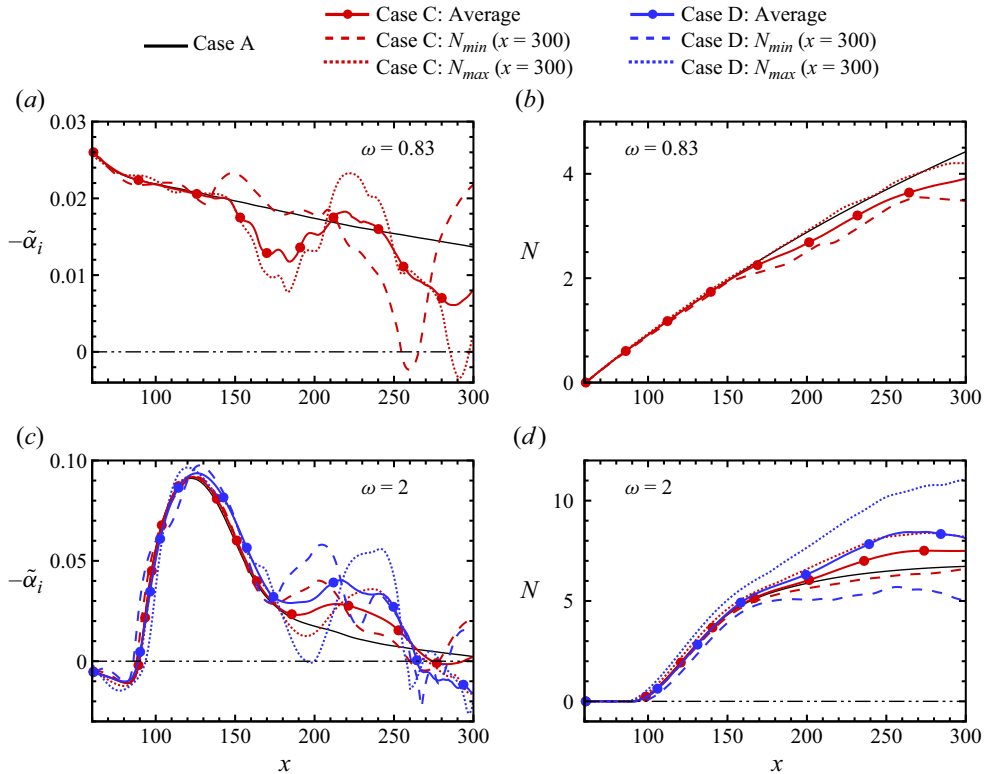 Case A
Case C: Average
Case C: N_min (x = 300)
Case C: N_max (x = 300)
Case D: Average
Case D: N_min (x = 300)
Case D: N_max (x = 300)
(a)
0.03
0.02
0.01
0
−α̃_i
ω = 0.83
100 150 200 250 300
(b)
4
2
0
N
ω = 0.83
100 150 200 250 300
(c)
0.10
0.05
0
−α̃_i
ω = 2
100 150 200 250 300
x
(d)
10
5
0
N
ω = 2
100 150 200 250 300
x